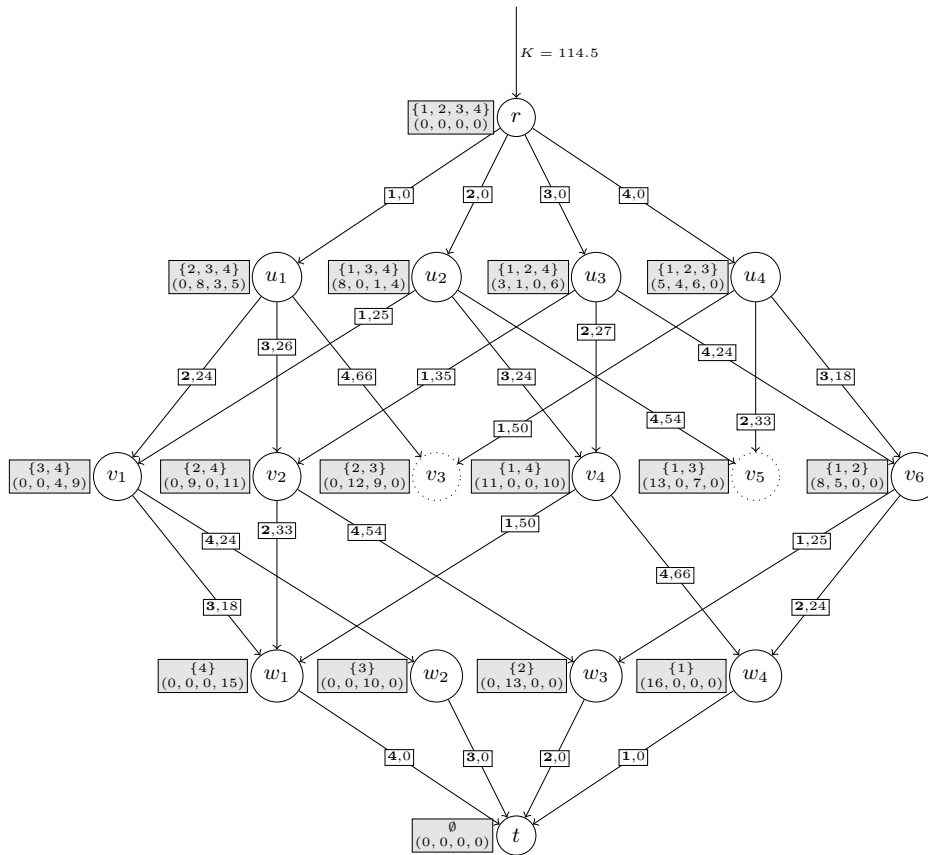 K = 114.5
{1, 2, 3, 4}
(0, 0, 0, 0)
r
1,0
2,0
3,0
4,0
{2, 3, 4}
(0, 8, 3, 5)
u1
{1, 3, 4}
(8, 0, 1, 4)
u2
{1, 2, 4}
(3, 1, 0, 6)
u3
{1, 2, 3}
(5, 4, 6, 0)
u4
1,25
2,27
3,26
4,24
2,24
4,66
1,35
3,24
3,18
4,54
2,33
1,50
{3, 4}
(0, 0, 4, 9)
v1
{2, 4}
(0, 9, 0, 11)
v2
{2, 3}
(0, 12, 9, 0)
v3
{1, 4}
(11, 0, 0, 10)
v4
{1, 3}
(13, 0, 7, 0)
v5
{1, 2}
(8, 5, 0, 0)
v6
1,50
2,33
4,54
4,24
1,25
4,66
3,18
2,24
{4}
(0, 0, 0, 15)
w1
{3}
(0, 0, 10, 0)
w2
{2}
(0, 13, 0, 0)
w3
{1}
(16, 0, 0, 0)
w4
4,0
3,0
2,0
1,0
∅
(0, 0, 0, 0)
t